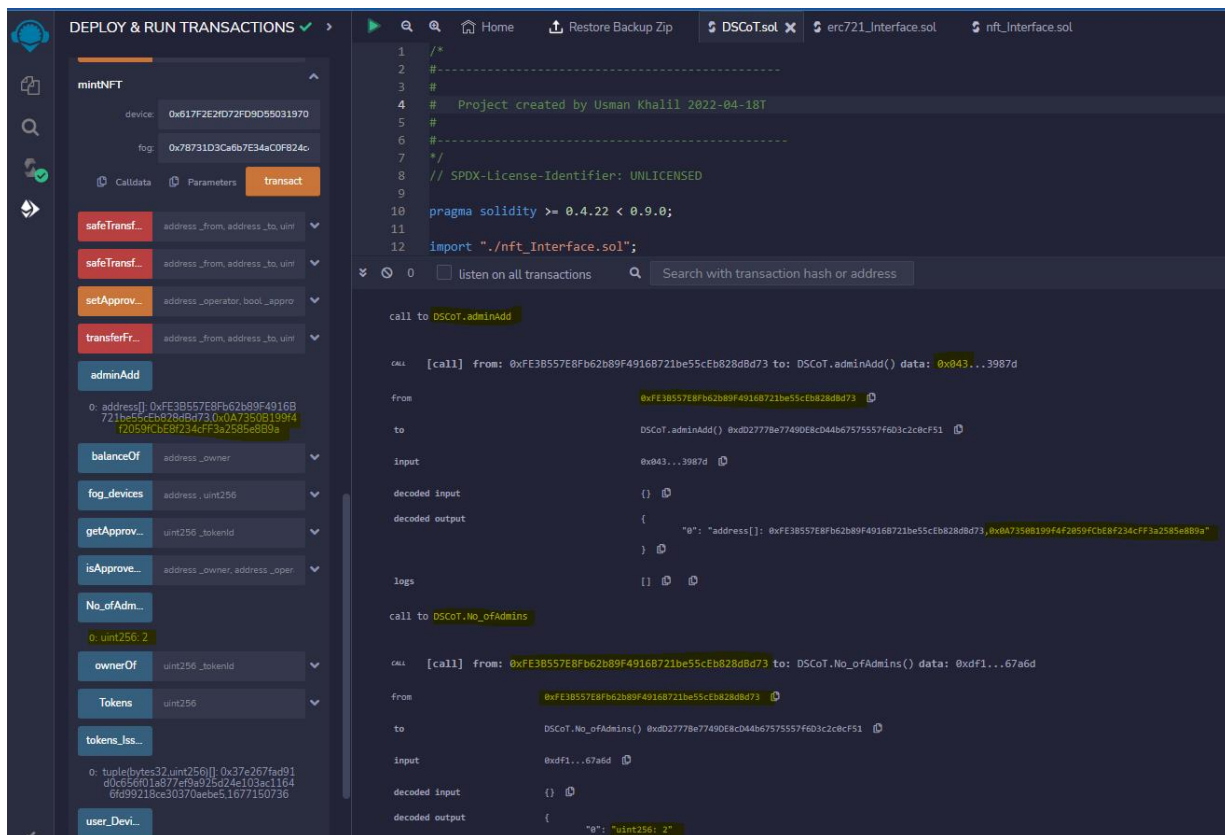 DEPLOY & RUN TRANSACTIONS
mintNFT
device: 0x617F2E2fD72FD9D55031970
fog: 0x78731D3Ca6b7E34aC0F824c
Calldata Parameters transact
safeTransf... address _from, address _to, uint
safeTransf... address _from, address _to, uint
setApprov... address _operator, bool _appro
transferFr... address _from, address _to, uint
adminAdd
0: address[]: 0xFE3B557E8Fb62b89F4916B
721be55cEb828dBd73,0x0A7350B199f4
f2059fCbE8f234cFF3a2585e8B9a
balanceOf address _owner
fog_devices address , uint256
getApprov... uint256 _tokenId
isApprove... address _owner, address _oper
No_ofAdm...
0: uint256: 2
ownerOf uint256 _tokenId
Tokens uint256
tokens_Iss...
0: tuple(bytes32,uint256)[]: 0x37e267fad91
d0c656f01a877ef9a925d24e103ac1164
6fd99218ce30370aebe5,1677150736
user_Devi...
Home Restore Backup Zip DSCoT.sol erc721_Interface.sol nft_Interface.sol
1 /*
2 #------------------------------------------------
3 #
4 # Project created by Usman Khalil 2022-04-18T
5 #
6 #-------------------------------------------------
7 */
8 // SPDX-License-Identifier: UNLICENSED
9
10 pragma solidity >= 0.4.22 < 0.9.0;
11
12 import "./nft_Interface.sol";
0 listen on all transactions Search with transaction hash or address
call to DSCoT.adminAdd
CALL [call] from: 0xFE3B557E8Fb62b89F4916B721be55cEb828dBd73 to: DSCoT.adminAdd() data: 0x043...3987d
from 0xFE3B557E8Fb62b89F4916B721be55cEb828dBd73
to DSCoT.adminAdd() 0xdD2777Be7749DE8cD44b67575557f6D3c2c0cF51
input 0x043...3987d
decoded input {}
decoded output {
"0": "address[]: 0xFE3B557E8Fb62b89F4916B721be55cEb828dBd73,0x0A7350B199f4f2059fCbE8f234cFF3a2585e8B9a"
}
logs []
call to DSCoT.No_ofAdmins
CALL [call] from: 0xFE3B557E8Fb62b89F4916B721be55cEb828dBd73 to: DSCoT.No_ofAdmins() data: 0xdf1...67a6d
from 0xFE3B557E8Fb62b89F4916B721be55cEb828dBd73
to DSCoT.No_ofAdmins() 0xdD2777Be7749DE8cD44b67575557f6D3c2c0cF51
input 0xdf1...67a6d
decoded input {}
decoded output {
"0": "uint256: 2"